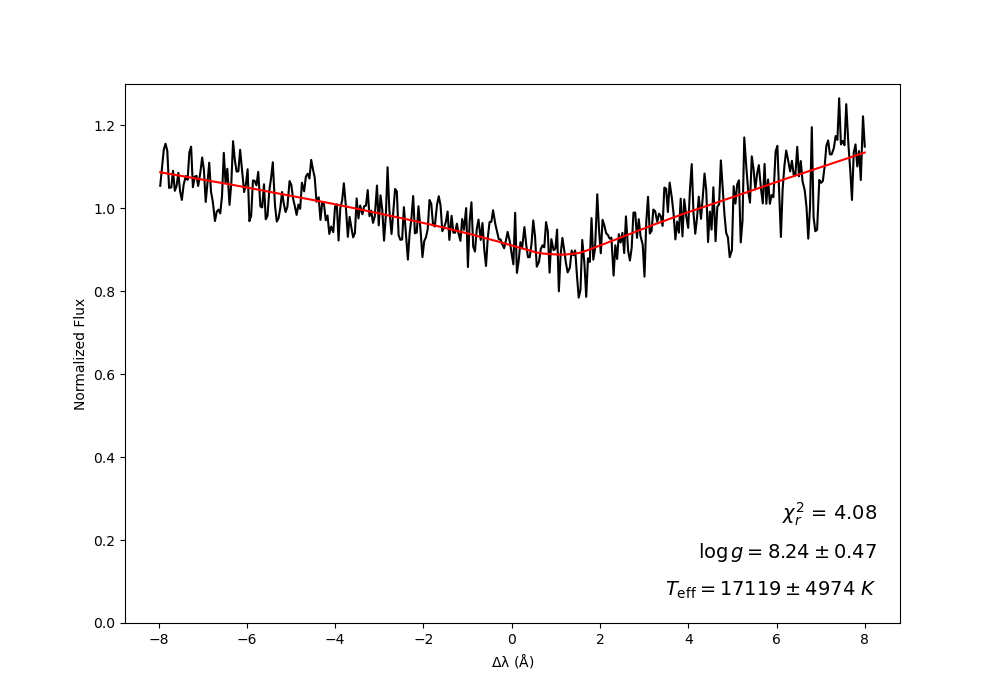 1.2
1.0
0.8
0.6
0.4
0.2
0.0
Normalized Flux
χ²ᵣ = 4.08
log g = 8.24 ± 0.47
T_eff = 17119 ± 4974 K
−8 −6 −4 −2 0 2 4 6 8
Δλ (Å)